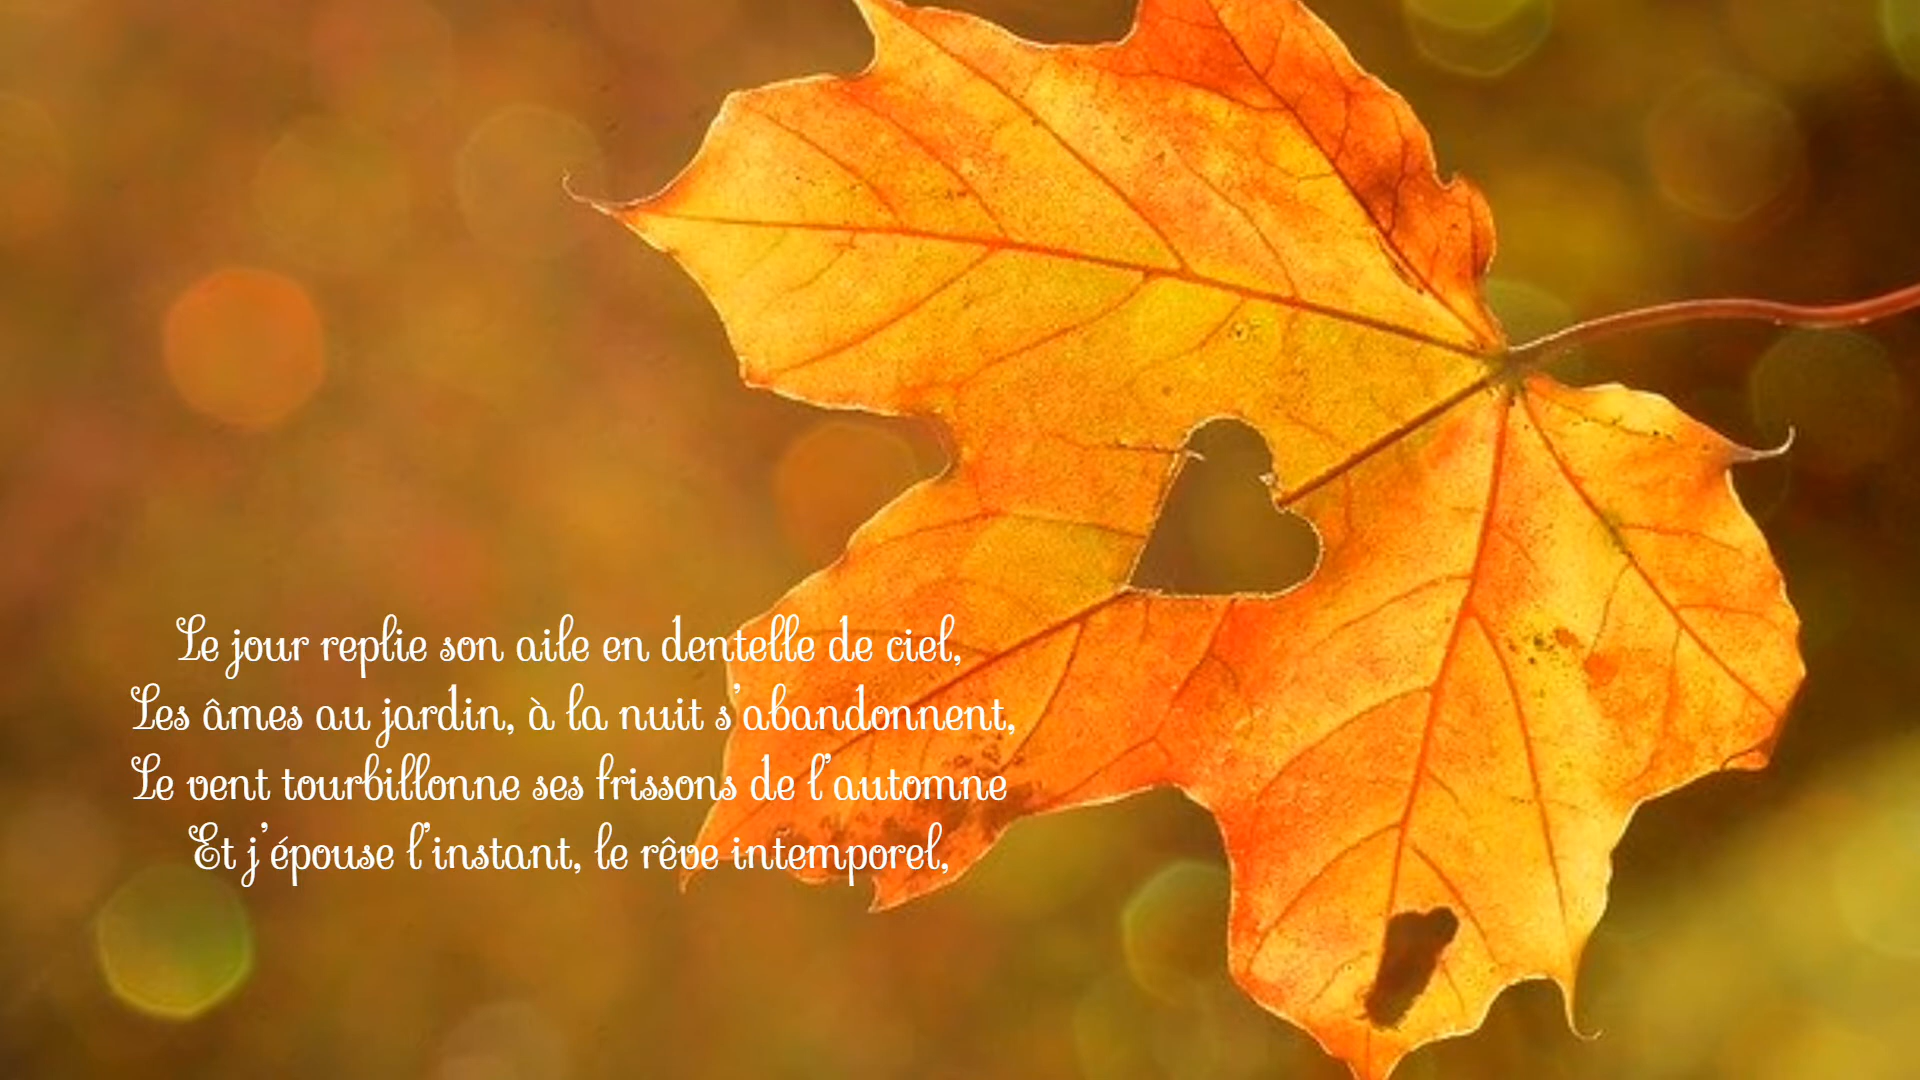 Le jour replie son aile en dentelle de ciel,
Les âmes au jardin, à la nuit s'abandonnent,
Le vent tourbillonne ses frissons de l'automne
Et j'épouse l'instant, le rêve intemporel,